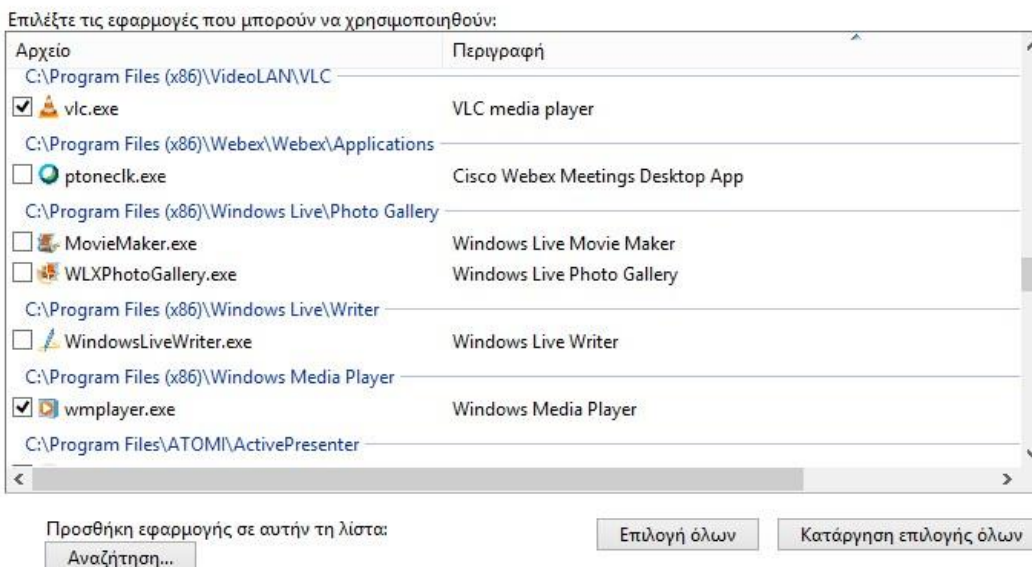 Επιλέξτε τις εφαρμογές που μπορούν να χρησιμοποιηθούν:
Αρχείο Περιγραφή
C:\Program Files (x86)\VideoLAN\VLC
vlc.exe VLC media player
C:\Program Files (x86)\Webex\Webex\Applications
ptoneclk.exe Cisco Webex Meetings Desktop App
C:\Program Files (x86)\Windows Live\Photo Gallery
MovieMaker.exe Windows Live Movie Maker
WLXPhotoGallery.exe Windows Live Photo Gallery
C:\Program Files (x86)\Windows Live\Writer
WindowsLiveWriter.exe Windows Live Writer
C:\Program Files (x86)\Windows Media Player
wmplayer.exe Windows Media Player
C:\Program Files\ATOMI\ActivePresenter
Προσθήκη εφαρμογής σε αυτήν τη λίστα:
Αναζήτηση... Επιλογή όλων Κατάργηση επιλογής όλων